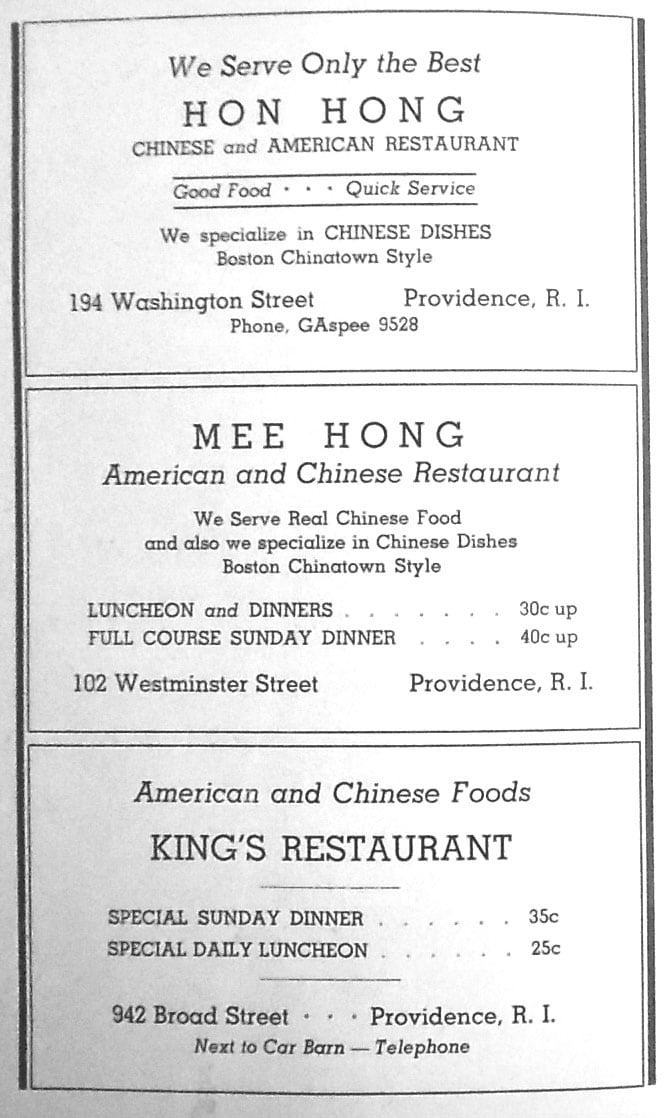 We Serve Only the Best
HON HONG
CHINESE and AMERICAN RESTAURANT
Good Food · · · Quick Service
We specialize in CHINESE DISHES
Boston Chinatown Style
194 Washington Street Providence, R. I.
Phone, GAspee 9528
MEE HONG
American and Chinese Restaurant
We Serve Real Chinese Food
and also we specialize in Chinese Dishes
Boston Chinatown Style
LUNCHEON and DINNERS . . . . . . . 30c up
FULL COURSE SUNDAY DINNER . . . . 40c up
102 Westminster Street Providence, R. I.
American and Chinese Foods
KING'S RESTAURANT
SPECIAL SUNDAY DINNER . . . . . . 35c
SPECIAL DAILY LUNCHEON . . . . . . 25c
942 Broad Street · · · Providence, R. I.
Next to Car Barn — Telephone